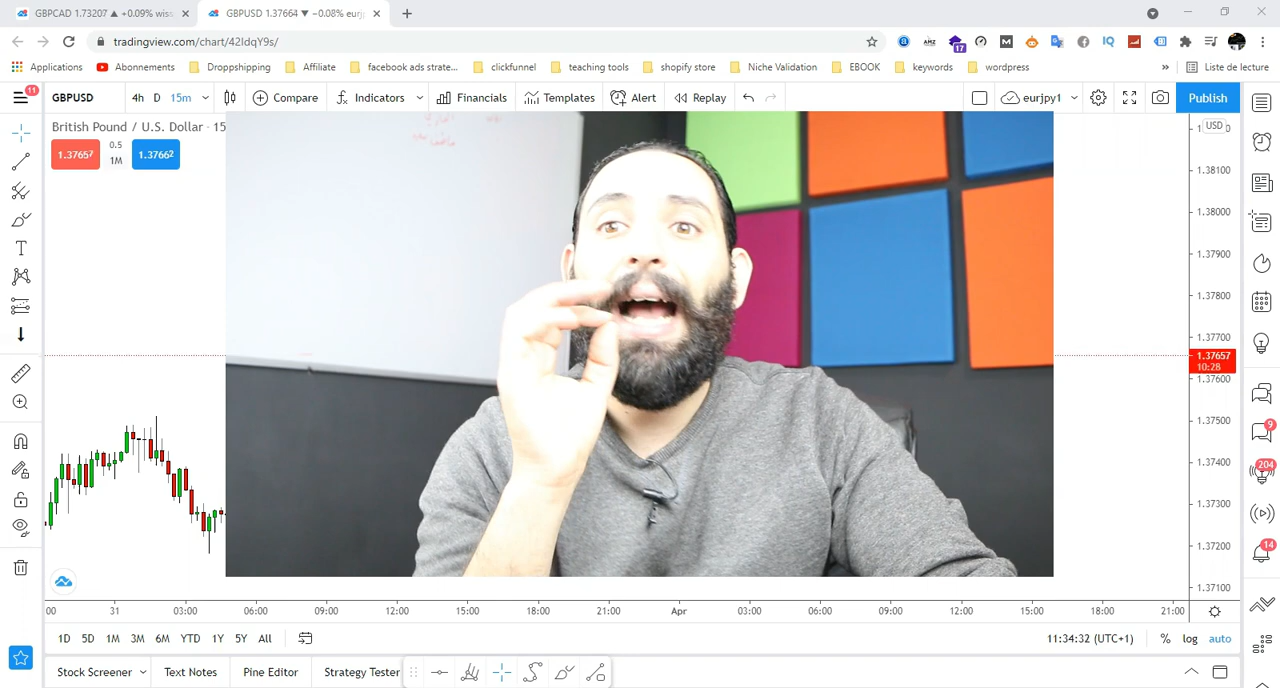 GBPCAD 1.73207 ▲ +0.09% wiss
GBPUSD 1.37664 ▼ −0.08% eurj
tradingview.com/chart/42IdqY9s/
17
Applications Abonnements Droppshipping Affiliate facebook ads strate... clickfunnel teaching tools shopify store Niche Validation EBOOK keywords wordpress » Liste de lecture
11
GBPUSD 4h D 15m Compare Indicators Financials Templates Alert Replay eurjpy1 Publish
British Pound / U.S. Dollar · 15
USD
1.37657 0.5 1M 1.37662
1.38100
1.38000
1.37900
1.37800
1.37700
1.37657
10:28
1.37600
1.37500
1.37400
1.37300
1.37200
1.37100
9
204
14
00 31 03:00 06:00 09:00 12:00 15:00 18:00 21:00 Apr 03:00 06:00 09:00 12:00 15:00 18:00 21:00
1D 5D 1M 3M 6M YTD 1Y 5Y All 11:34:32 (UTC+1) % log auto
Stock Screener Text Notes Pine Editor Strategy Tester